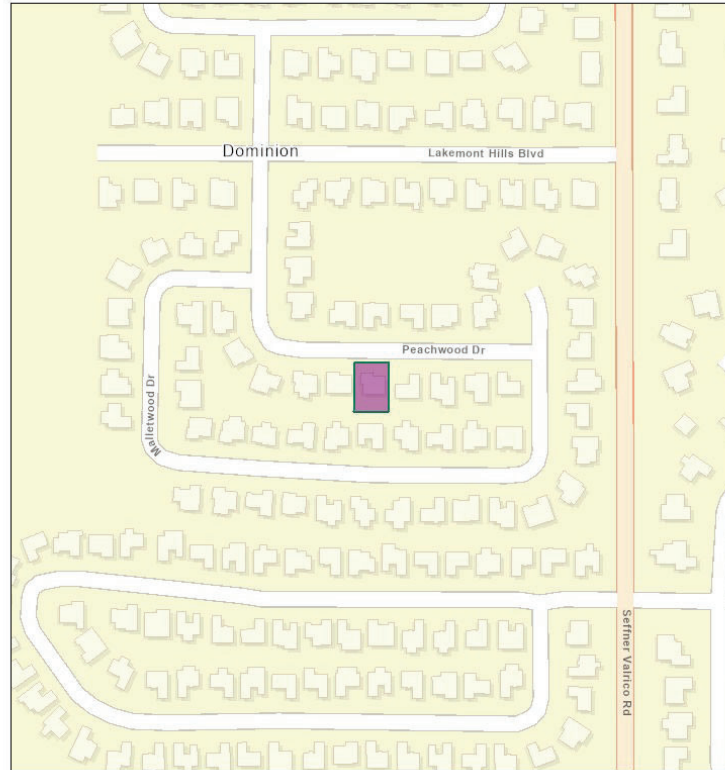 Dominion
Lakemont Hills Blvd
Peachwood Dr
Malletwood Dr
Seffner Valrico Rd